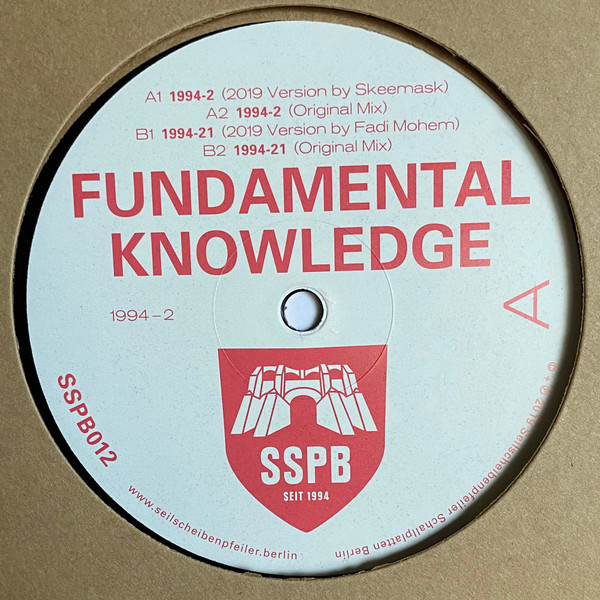 A1 1994-2 (2019 Version by Skeemask)
A2 1994-2 (Original Mix)
B1 1994-21 (2019 Version by Fadi Mohem)
B2 1994-21 (Original Mix)
FUNDAMENTAL
KNOWLEDGE
1994–2
A
SSPB012
SSPB
SEIT 1994
www.seilscheibenpfeiler.berlin
℗ + © 2019 Seilscheibenpfeiler Schallplatten Berlin